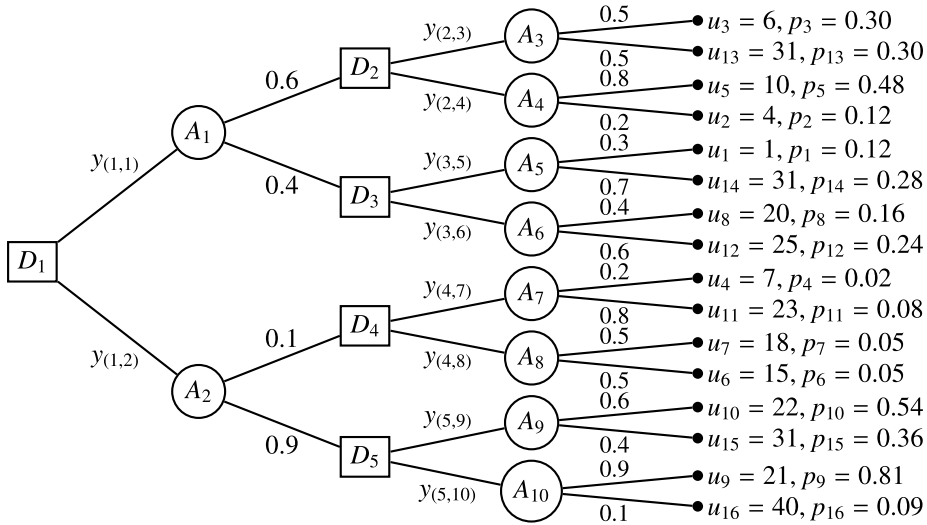 0.5
A₃
u₃ = 6, p₃ = 0.30
y₍₂,₃₎
0.5
u₁₃ = 31, p₁₃ = 0.30
D₂
0.6
0.8
u₅ = 10, p₅ = 0.48
y₍₂,₄₎
A₄
0.2
u₂ = 4, p₂ = 0.12
A₁
y₍₁,₁₎
0.3
u₁ = 1, p₁ = 0.12
y₍₃,₅₎
A₅
0.7
u₁₄ = 31, p₁₄ = 0.28
0.4
D₃
0.4
u₈ = 20, p₈ = 0.16
y₍₃,₆₎
A₆
0.6
u₁₂ = 25, p₁₂ = 0.24
D₁
0.2
u₄ = 7, p₄ = 0.02
y₍₄,₇₎
A₇
0.8
u₁₁ = 23, p₁₁ = 0.08
0.1
D₄
0.5
u₇ = 18, p₇ = 0.05
y₍₁,₂₎
y₍₄,₈₎
A₈
0.5
u₆ = 15, p₆ = 0.05
A₂
0.6
u₁₀ = 22, p₁₀ = 0.54
y₍₅,₉₎
A₉
0.4
u₁₅ = 31, p₁₅ = 0.36
0.9
D₅
0.9
u₉ = 21, p₉ = 0.81
y₍₅,₁₀₎
A₁₀
0.1
u₁₆ = 40, p₁₆ = 0.09